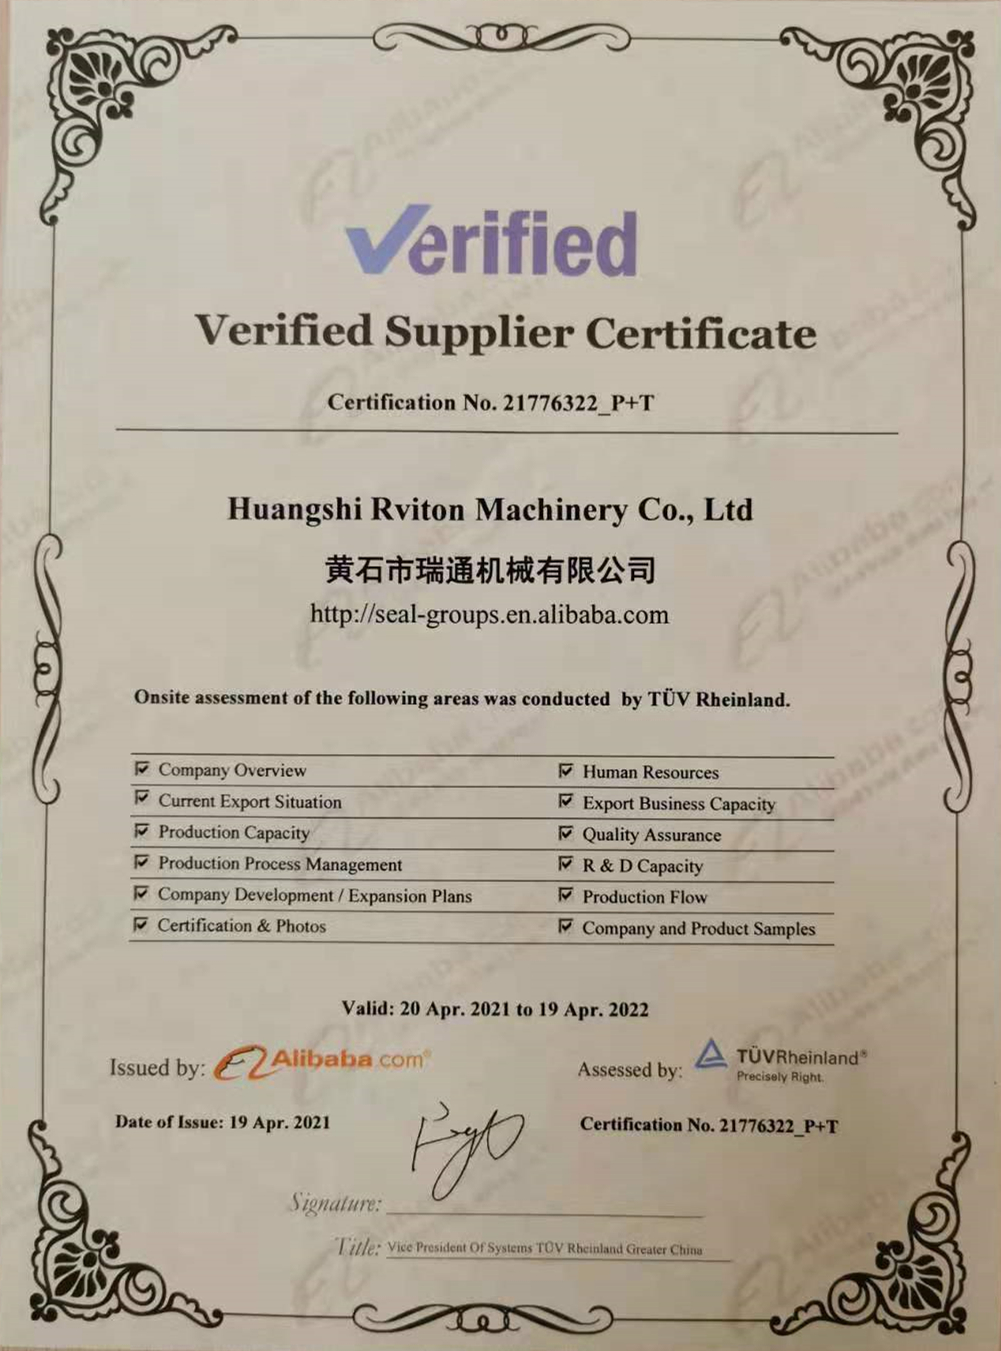 Verified
Verified Supplier Certificate
Certification No. 21776322_P+T
Huangshi Rviton Machinery Co., Ltd
黄石市瑞通机械有限公司
http://seal-groups.en.alibaba.com
Onsite assessment of the following areas was conducted by TÜV Rheinland.
Company Overview
Human Resources
Current Export Situation
Export Business Capacity
Production Capacity
Quality Assurance
Production Process Management
R & D Capacity
Company Development / Expansion Plans
Production Flow
Certification & Photos
Company and Product Samples
Valid: 20 Apr. 2021 to 19 Apr. 2022
Issued by: Alibaba.com®
Assessed by: TÜVRheinland®
Precisely Right.
Date of Issue: 19 Apr. 2021
Certification No. 21776322_P+T
Signature:
Title: Vice President Of Systems TÜV Rheinland Greater China